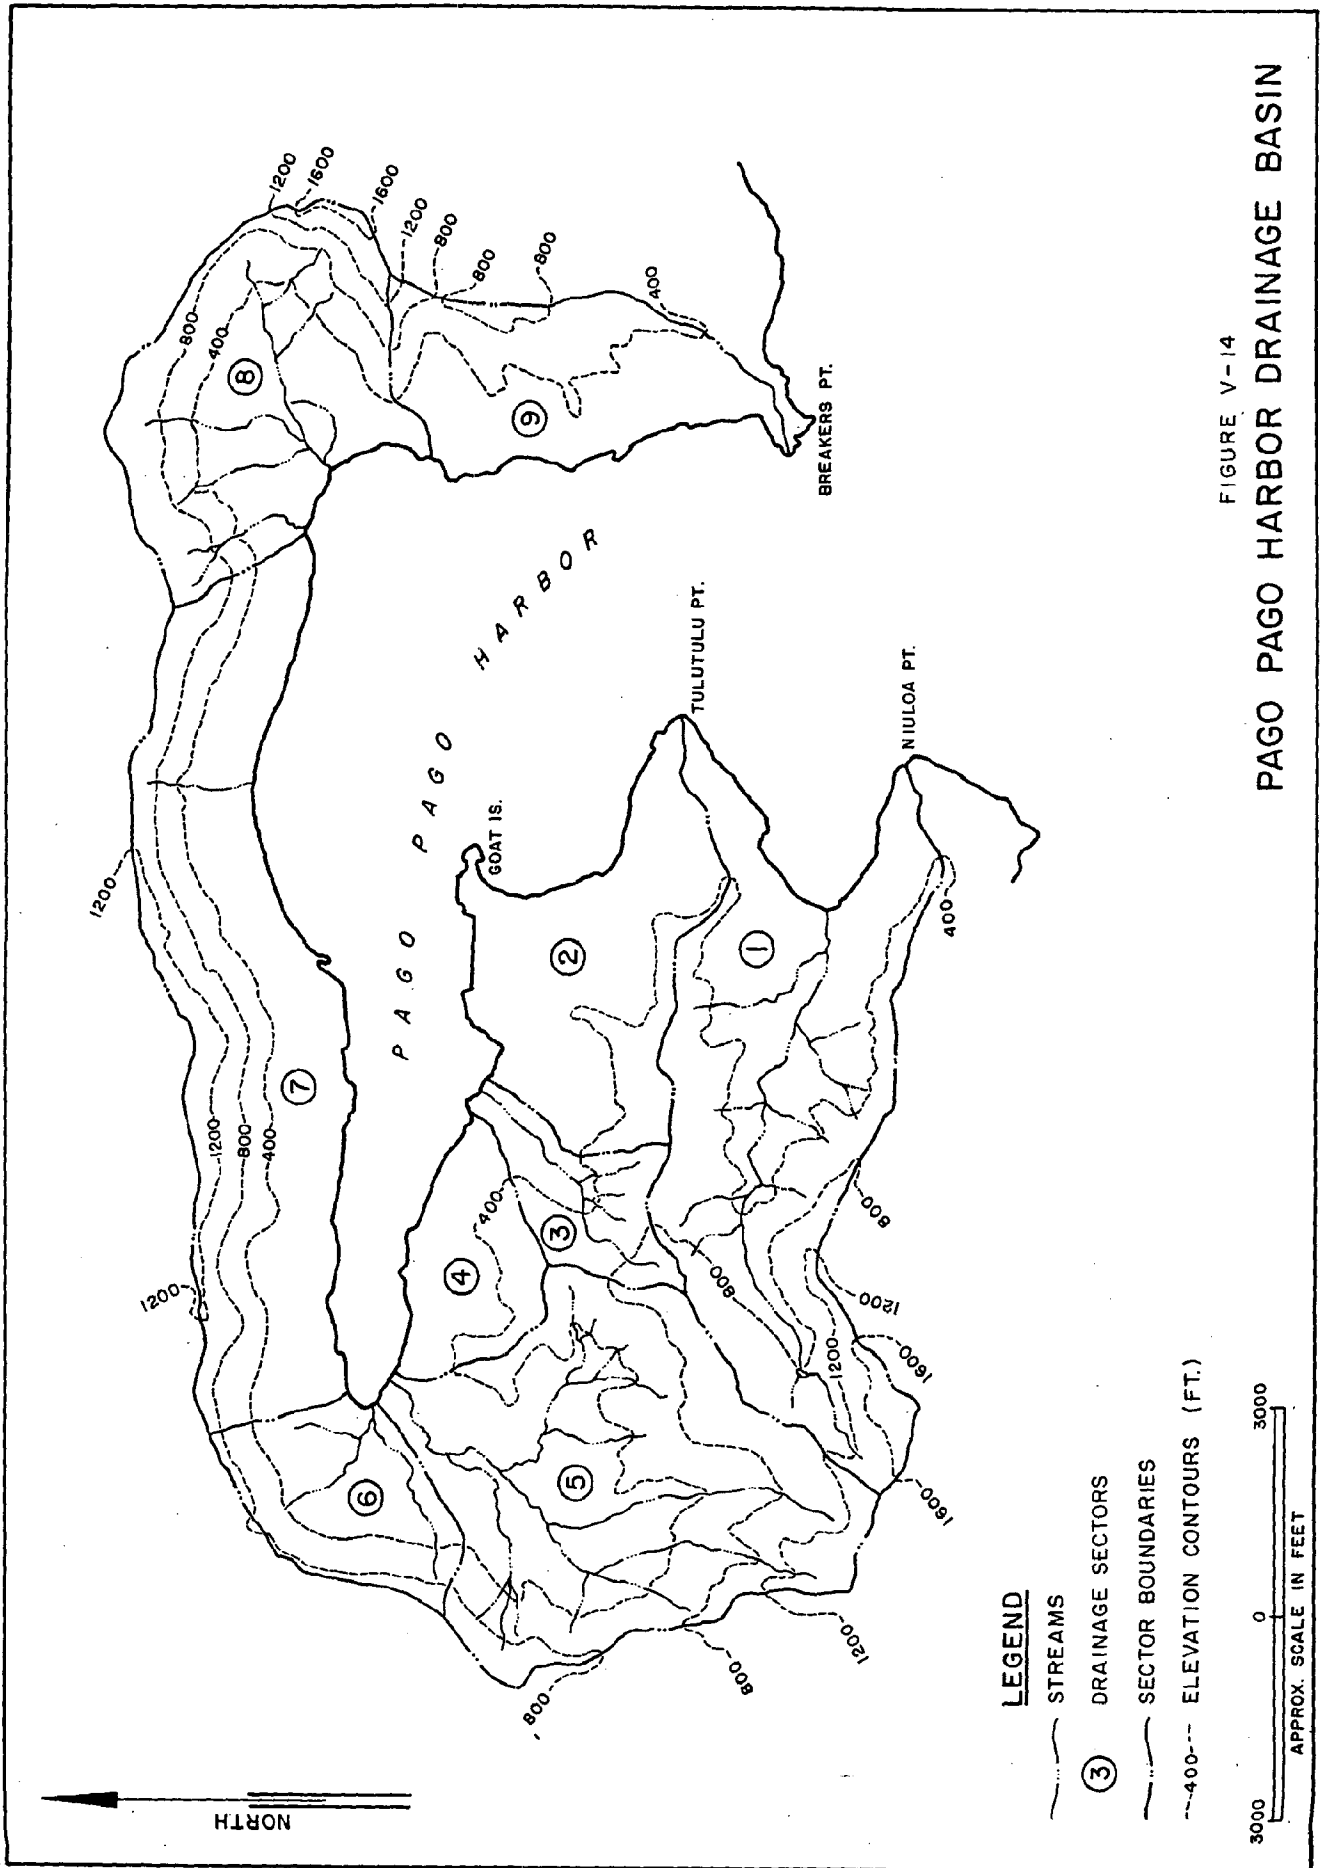 1200
1600
1600
1200
800
800
800
400
800
400
8
9
BREAKERS PT.
PAGO PAGO HARBOR
TULUTULU PT.
NIULOA PT.
GOAT IS.
1200
7
1200
800
400
1200
2
1
400
3
4
400
5
6
800
800
1200
1200
1600
1600
1200
800
800
NORTH
LEGEND
STREAMS
3 DRAINAGE SECTORS
SECTOR BOUNDARIES
--400--- ELEVATION CONTOURS (FT.)
3000 0 3000
APPROX. SCALE IN FEET
FIGURE V-14
PAGO PAGO HARBOR DRAINAGE BASIN